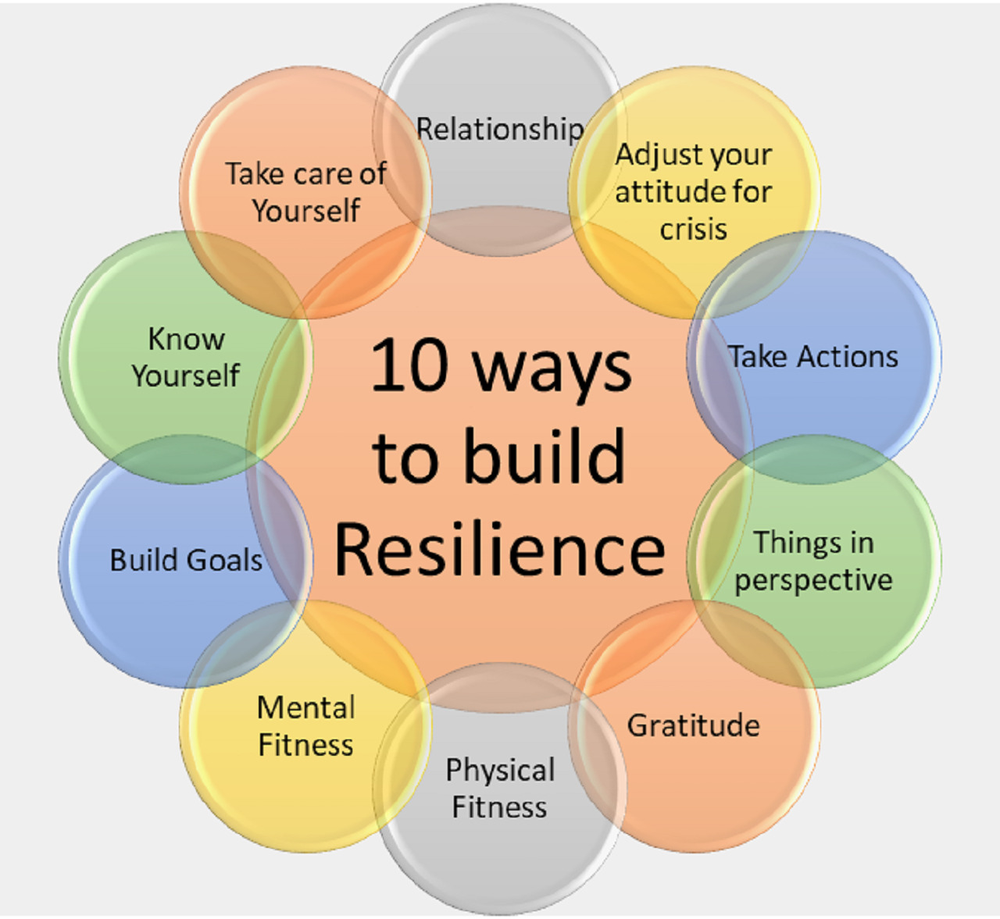 Relationship
Adjust your
attitude for
crisis
Take Actions
Things in
perspective
Gratitude
Physical
Fitness
Mental
Fitness
Build Goals
Know
Yourself
Take care of
Yourself
10 ways
to build
Resilience